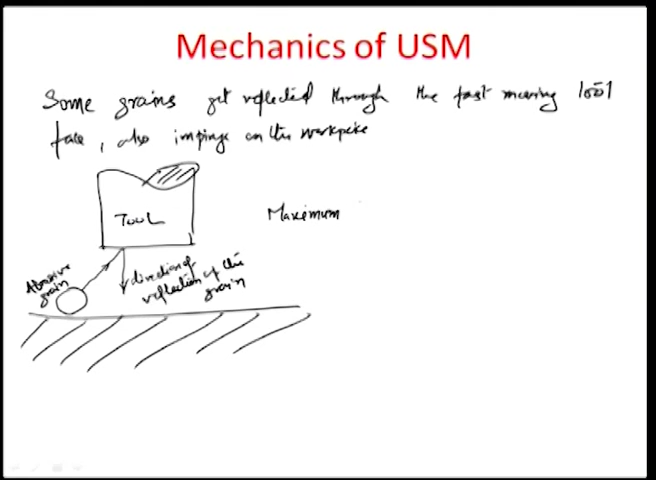 Mechanics of USM
Some grains get reflected through the fast moving tool
face, also impinge on the workpiece
TOOL
Maximum
Abrasive
grain
direction of
reflection of the
grain